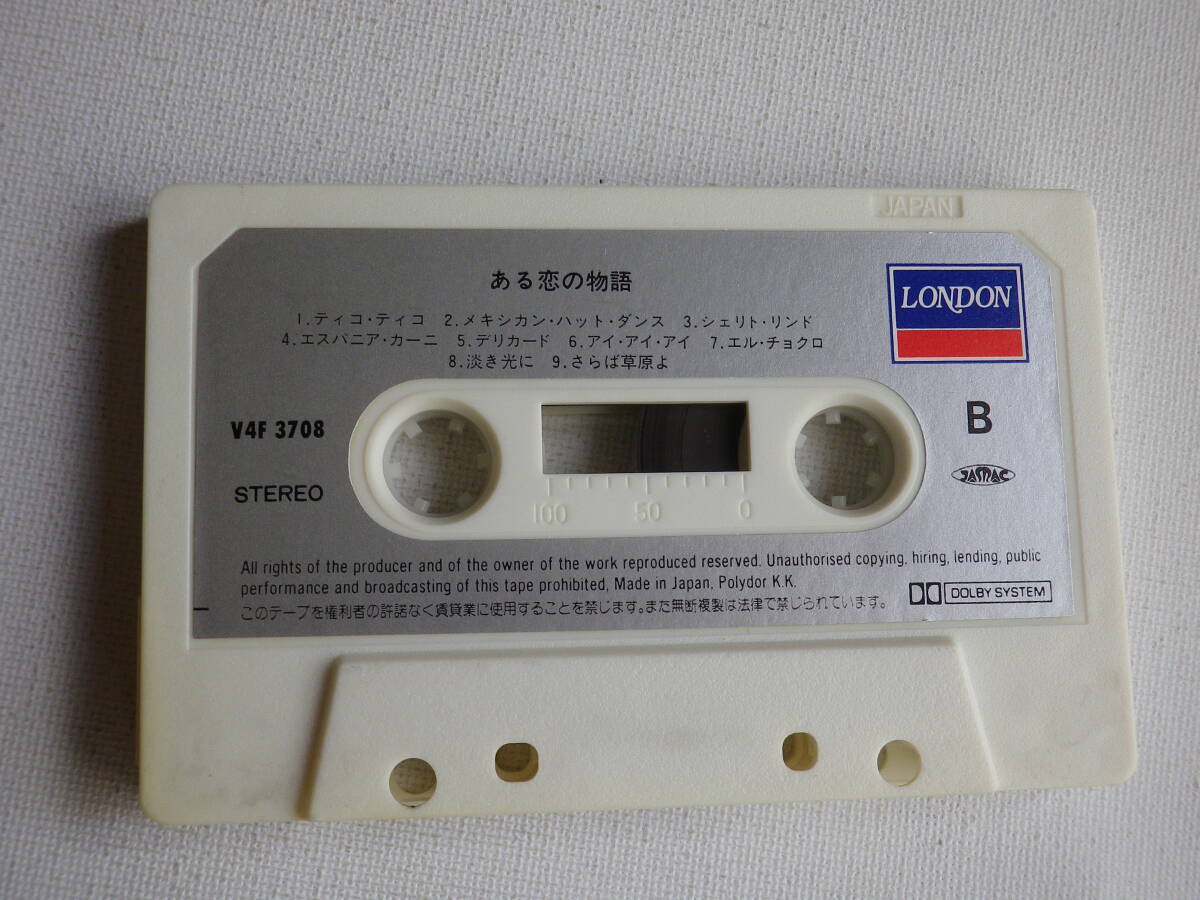 JAPAN
ある恋の物語
LONDON
1.ティコ・ティコ 2.メキシカン・ハット・ダンス 3.シェリト・リンド
4.エスパニア・カーニ 5.デリカード 6.アイ・アイ・アイ 7.エル・チョクロ
8.淡き光に 9.さらば草原よ
V4F 3708
B
STEREO
JASRAC
100 50 0
All rights of the producer and of the owner of the work reproduced reserved. Unauthorised copying, hiring, lending, public
performance and broadcasting of this tape prohibited, Made in Japan, Polydor K.K.
このテープを権利者の許諾なく賃貸業に使用することを禁じます。また無断複製は法律で禁じられています。
DOLBY SYSTEM